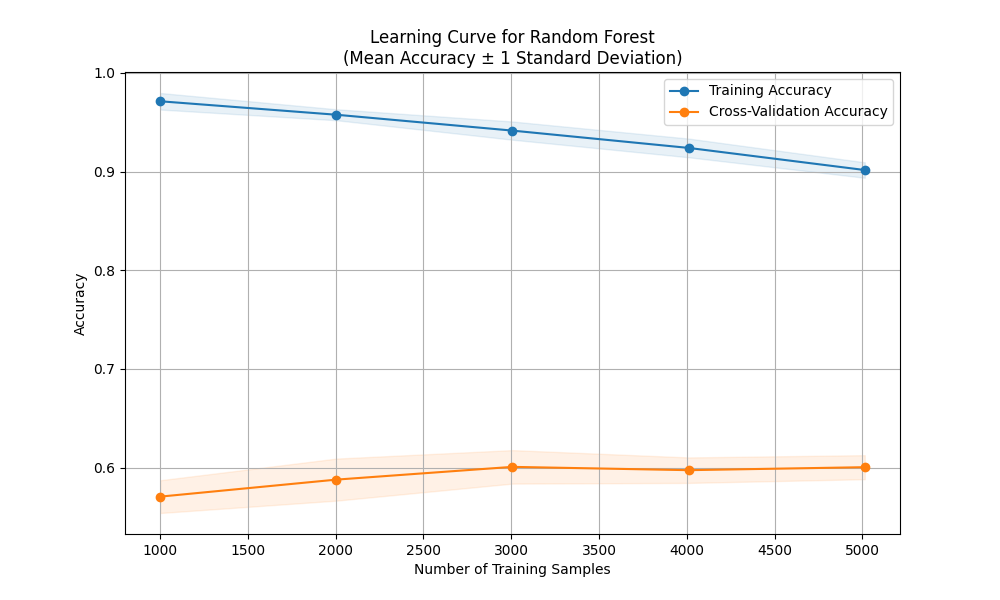 Learning Curve for Random Forest
(Mean Accuracy ± 1 Standard Deviation)
Training Accuracy
Cross-Validation Accuracy
1.0
0.9
0.8
0.7
0.6
Accuracy
1000 1500 2000 2500 3000 3500 4000 4500 5000
Number of Training Samples